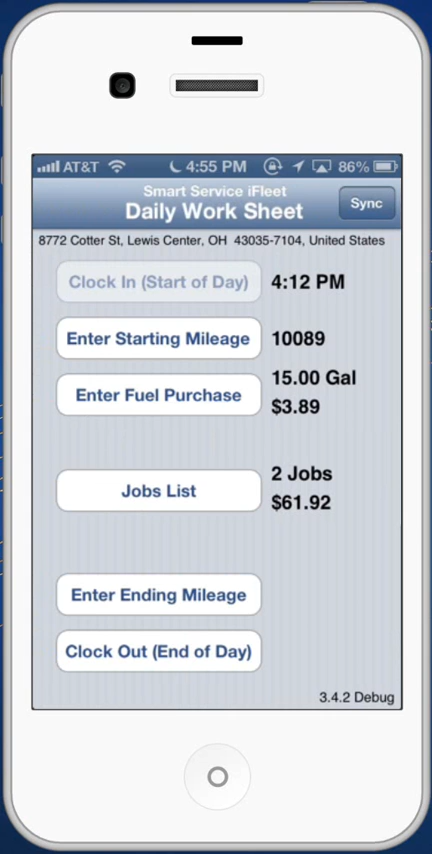 AT&T 4:55 PM 86%
Smart Service iFleet
Daily Work Sheet
Sync
8772 Cotter St, Lewis Center, OH 43035-7104, United States
Clock In (Start of Day) 4:12 PM
Enter Starting Mileage 10089
15.00 Gal
Enter Fuel Purchase
$3.89
2 Jobs
Jobs List
$61.92
Enter Ending Mileage
Clock Out (End of Day)
3.4.2 Debug